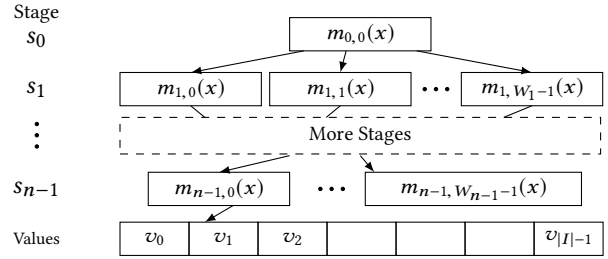 Stage
s₀ m₀,₀(x)
s₁ m₁,₀(x) m₁,₁(x) ••• m₁,W₁₋₁(x)
⋮ More Stages
sₙ₋₁ mₙ₋₁,₀(x) ••• mₙ₋₁,Wₙ₋₁₋₁(x)
Values v₀ v₁ v₂ v|I|−1